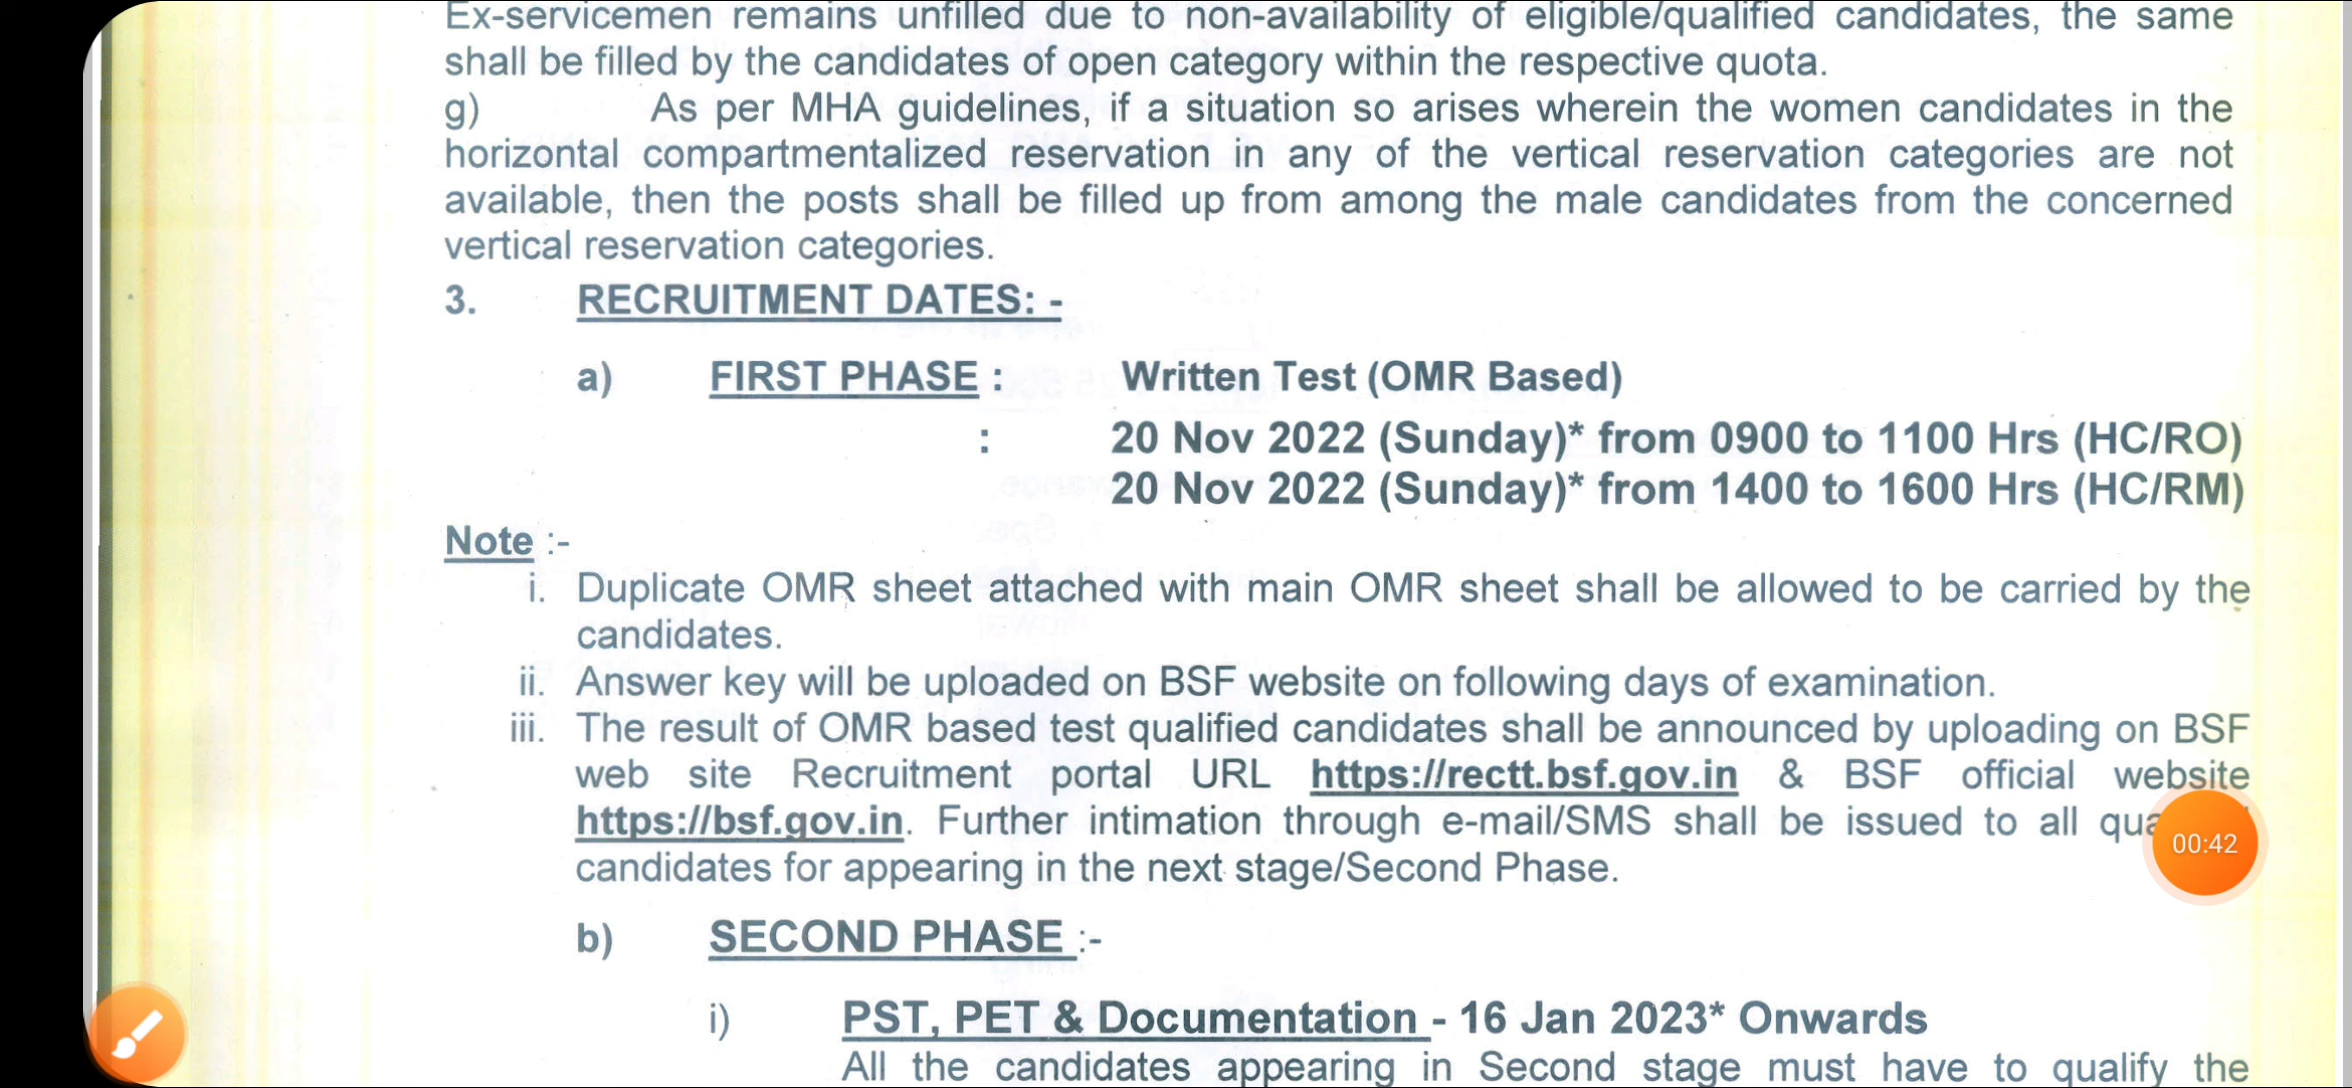 Ex-servicemen remains unfilled due to non-availability of eligible/qualified candidates, the same
shall be filled by the candidates of open category within the respective quota.
g) As per MHA guidelines, if a situation so arises wherein the women candidates in the
horizontal compartmentalized reservation in any of the vertical reservation categories are not
available, then the posts shall be filled up from among the male candidates from the concerned
vertical reservation categories.
3. RECRUITMENT DATES: -
a) FIRST PHASE : Written Test (OMR Based)
: 20 Nov 2022 (Sunday)* from 0900 to 1100 Hrs (HC/RO)
20 Nov 2022 (Sunday)* from 1400 to 1600 Hrs (HC/RM)
Note :-
i. Duplicate OMR sheet attached with main OMR sheet shall be allowed to be carried by the
candidates.
ii. Answer key will be uploaded on BSF website on following days of examination.
iii. The result of OMR based test qualified candidates shall be announced by uploading on BSF
web site Recruitment portal URL https://rectt.bsf.gov.in & BSF official website
https://bsf.gov.in. Further intimation through e-mail/SMS shall be issued to all
00:42
candidates for appearing in the next stage/Second Phase.
b) SECOND PHASE :-
i) PST, PET & Documentation - 16 Jan 2023* Onwards
All the candidates appearing in Second stage must have to qualify the